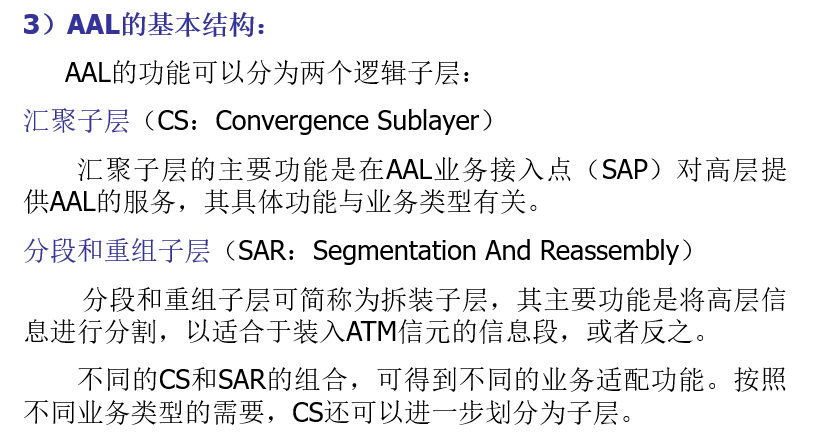 3）AAL的基本结构：
AAL的功能可以分为两个逻辑子层：
汇聚子层（CS：Convergence Sublayer）
汇聚子层的主要功能是在AAL业务接入点（SAP）对高层提
供AAL的服务，其具体功能与业务类型有关。
分段和重组子层（SAR：Segmentation And Reassembly）
分段和重组子层可简称为拆装子层，其主要功能是将高层信
息进行分割，以适合于装入ATM信元的信息段，或者反之。
不同的CS和SAR的组合，可得到不同的业务适配功能。按照
不同业务类型的需要，CS还可以进一步划分为子层。